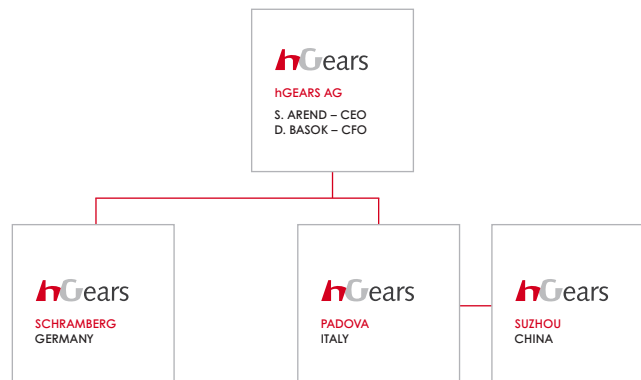 hGears
hGEARS AG
S. AREND – CEO
D. BASOK – CFO
hGears
SCHRAMBERG
GERMANY
hGears
PADOVA
ITALY
hGears
SUZHOU
CHINA